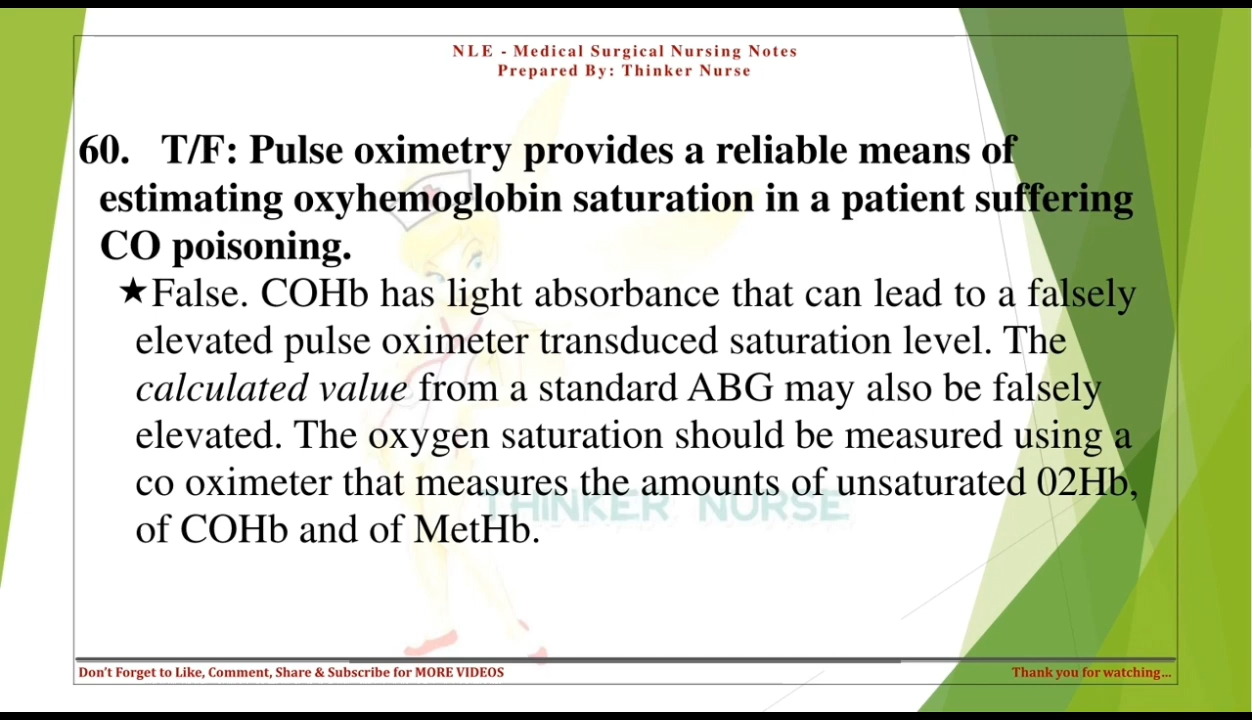 NLE - Medical Surgical Nursing Notes
Prepared By: Thinker Nurse
60. T/F: Pulse oximetry provides a reliable means of
estimating oxyhemoglobin saturation in a patient suffering
CO poisoning.
★False. COHb has light absorbance that can lead to a falsely
elevated pulse oximeter transduced saturation level. The
calculated value from a standard ABG may also be falsely
elevated. The oxygen saturation should be measured using a
co oximeter that measures the amounts of unsaturated 02Hb,
THINKER NURSE
of COHb and of MetHb.
Don't Forget to Like, Comment, Share & Subscribe for MORE VIDEOS
Thank you for watching...